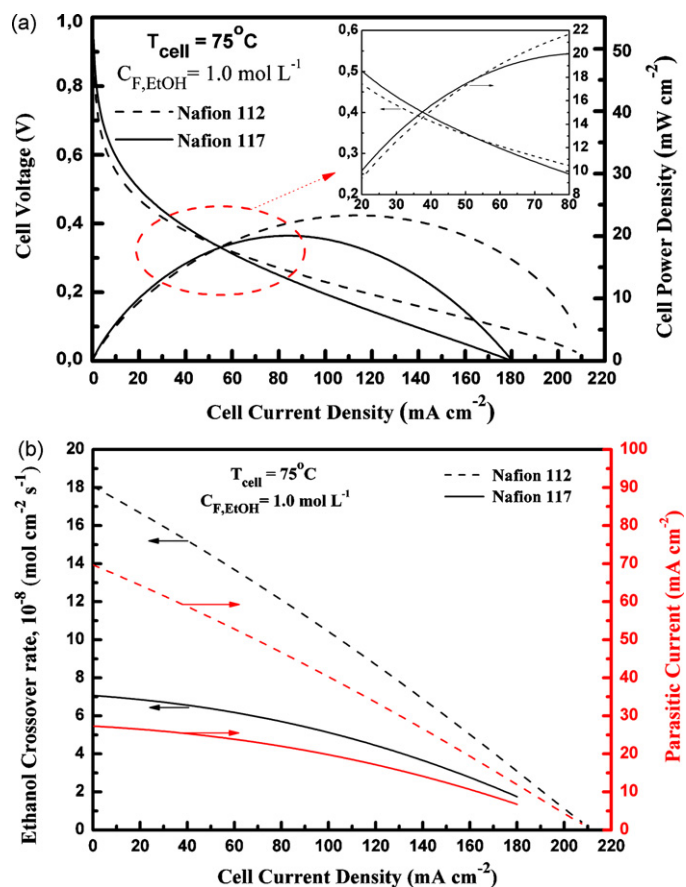 (a)
T_cell = 75°C
C_F,EtOH = 1.0 mol L⁻¹
Nafion 112
Nafion 117
1,0
0,8
0,6
0,4
0,2
0,0
Cell Voltage (V)
0 20 40 60 80 100 120 140 160 180 200 220
Cell Current Density (mA cm⁻²)
50
40
30
20
10
0
Cell Power Density (mW cm⁻²)
0,6
0,5
0,4
0,3
0,2
20 30 40 50 60 70 80
22
20
18
16
14
12
10
8
(b)
T_cell = 75°C
C_F,EtOH = 1.0 mol L⁻¹
Nafion 112
Nafion 117
20
18
16
14
12
10
8
6
4
2
0
Ethanol Crossover rate, 10⁻⁸ (mol cm⁻² s⁻¹)
0 20 40 60 80 100 120 140 160 180 200 220
Cell Current Density (mA cm⁻²)
100
90
80
70
60
50
40
30
20
10
0
Parasitic Current (mA cm⁻²)